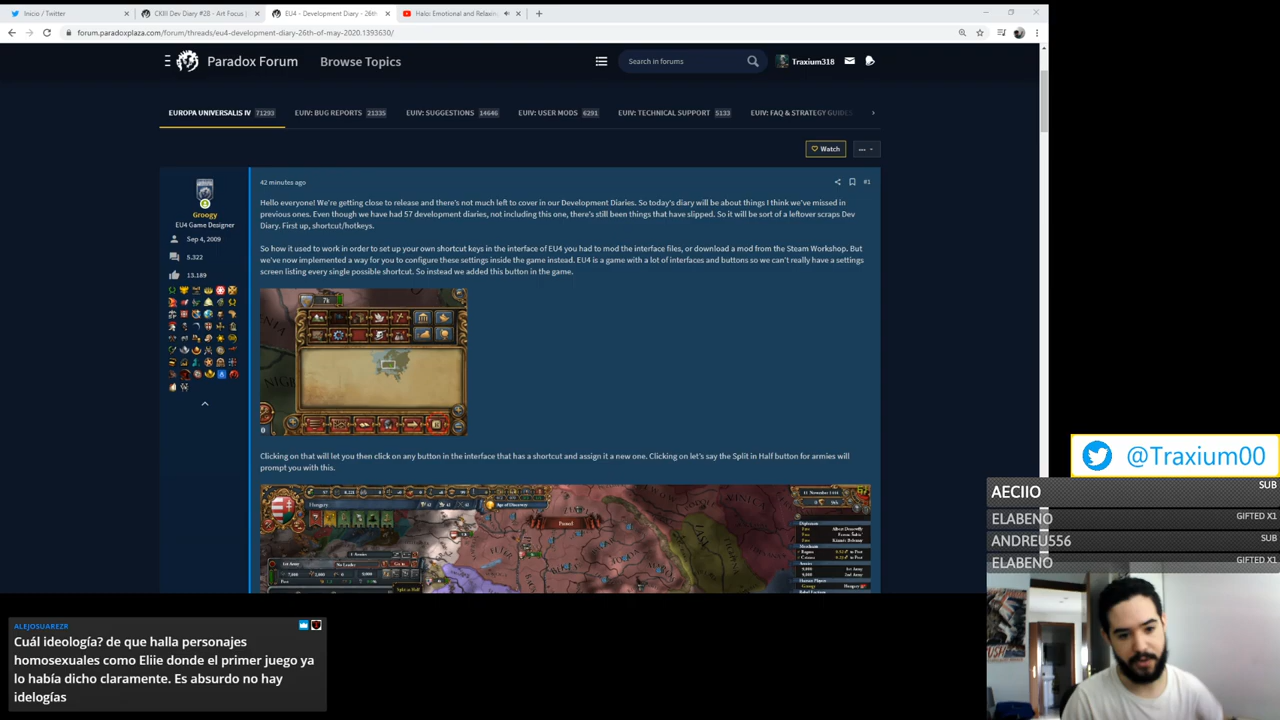 Inicio / Twitter
CKIII Dev Diary #28 - Art Focus |
EU4 - Development Diary - 26th
Halo: Emotional and Relaxin
forum.paradoxplaza.com/forum/threads/eu4-development-diary-26th-of-may-2020.1393630/
Paradox Forum
Browse Topics
Search in forums
Traxium318
EUROPA UNIVERSALIS IV 71293
EUIV: BUG REPORTS 21335
EUIV: SUGGESTIONS 14646
EUIV: USER MODS 6291
EUIV: TECHNICAL SUPPORT 5133
EUIV: FAQ & STRATEGY GUIDES
Watch
42 minutes ago
#1
Groogy
EU4 Game Designer
Sep 4, 2009
5.322
13.189
Hello everyone! We're getting close to release and there's not much left to cover in our Development Diaries. So today's diary will be about things I think we've missed in
previous ones. Even though we have had 57 development diaries, not including this one, there's still been things that have slipped. So it will be sort of a leftover scraps Dev
Diary. First up, shortcut/hotkeys.
So how it used to work in order to set up your own shortcut keys in the interface of EU4 you had to mod the interface files, or download a mod from the Steam Workshop. But
we've now implemented a way for you to configure these settings inside the game instead. EU4 is a game with a lot of interfaces and buttons so we can't really have a settings
screen listing every single possible shortcut. So instead we added this button in the game.
Clicking on that will let you then click on any button in the interface that has a shortcut and assign it a new one. Clicking on let's say the Split in Half button for armies will
prompt you with this.
Hungary
Age of Discovery
11 November 1444
@Traxium00
AECIIO SUB
ELABENO GIFTED X1
ANDREU556 SUB
ELABENO GIFTED X1
ALEJOSUAREZR
Cuál ideología? de que halla personajes
homosexuales como Eliie donde el primer juego ya
lo había dicho claramente. Es absurdo no hay
idelogías